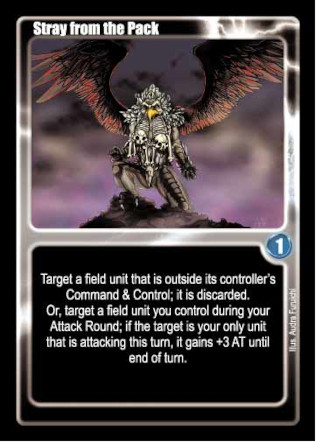 Stray from the Pack
1
Target a field unit that is outside its controller's
Command & Control; it is discarded.
Or, target a field unit you control during your
Attack Round; if the target is your only unit
that is attacking this turn, it gains +3 AT until
end of turn.
Illus. Audra Furuichi